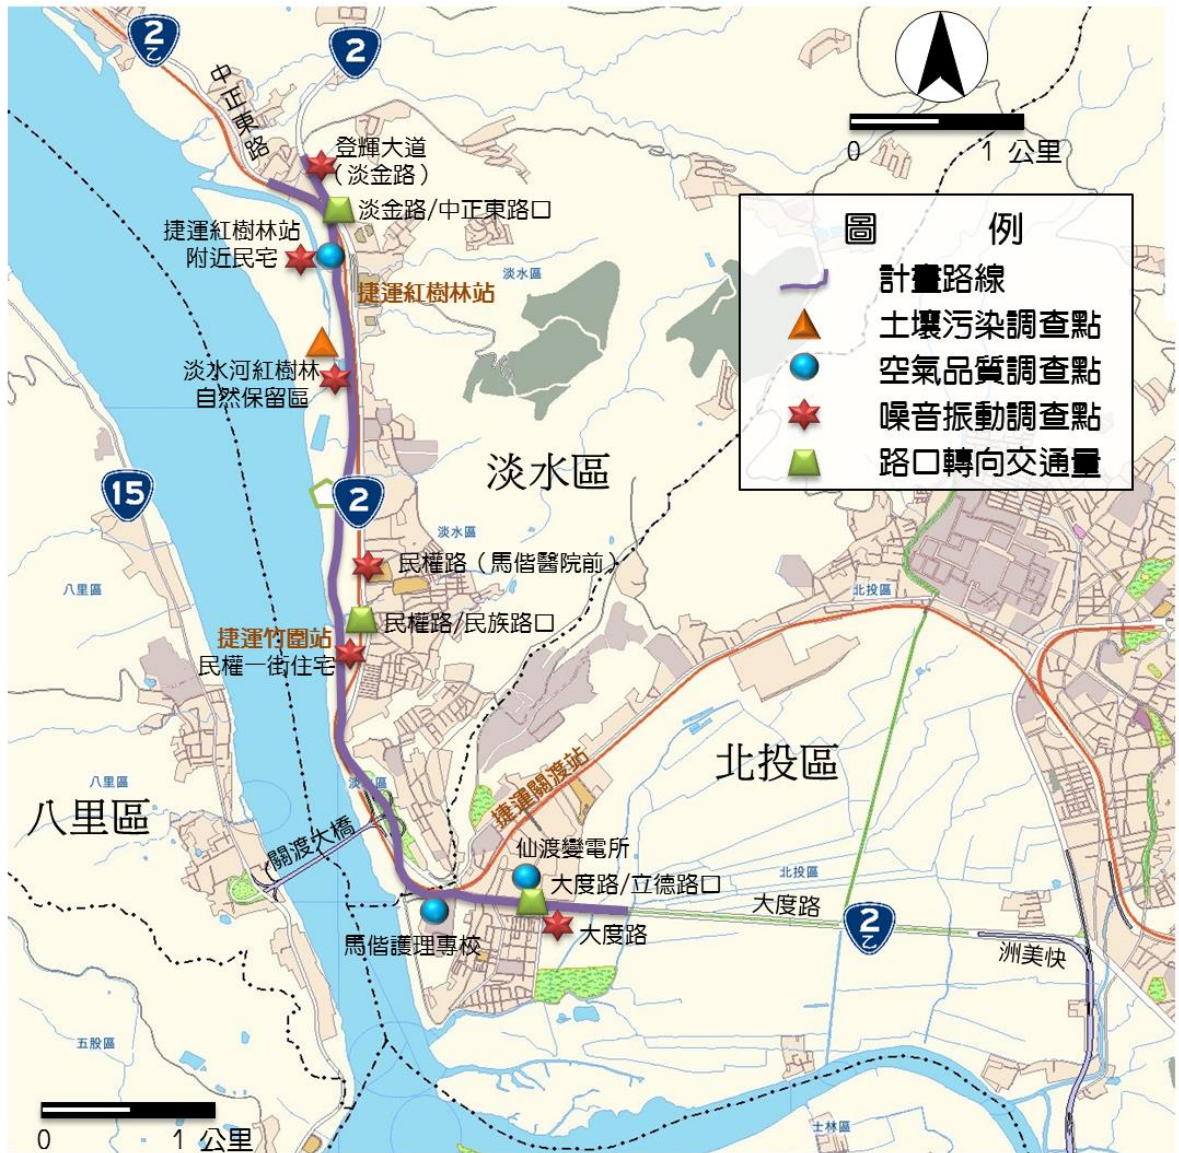 2
乙
2
中正東路
登輝大道
（淡金路）
0 1 公里
淡金路/中正東路口
捷運紅樹林站
附近民宅
圖 例
計畫路線
土壤污染調查點
空氣品質調查點
噪音振動調查點
路口轉向交通量
淡水區
捷運紅樹林站
淡水河紅樹林
自然保留區
淡水區
15
2
淡水區
民權路（馬偕醫院前）
八里區
北投區
民權路/民族路口
捷運竹圍站
民權一街住宅
北投區
八里區
淡水區
捷運關渡站
八里區
關渡大橋
仙渡變電所
北投區
大度路/立德路口
大度路
2
乙
大度路
馬偕護理專校
洲美快
五股區
0 1 公里
士林區